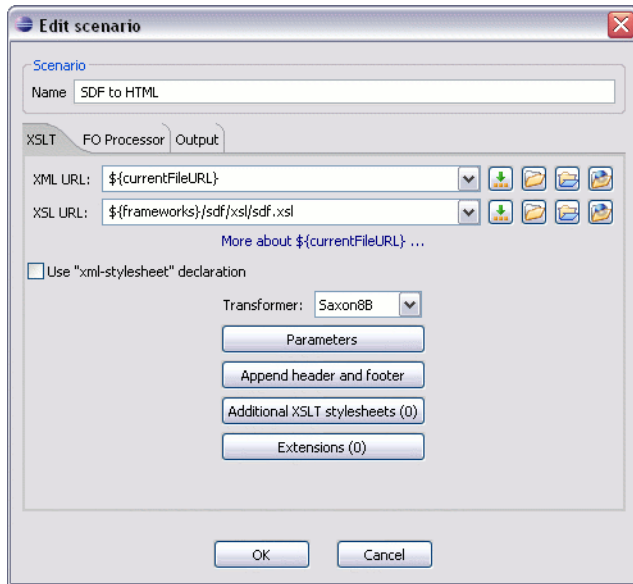 Edit scenario
Scenario
Name SDF to HTML
XSLT FO Processor Output
XML URL: ${currentFileURL}
XSL URL: ${frameworks}/sdf/xsl/sdf.xsl
More about ${currentFileURL} ...
Use "xml-stylesheet" declaration
Transformer: Saxon8B
Parameters
Append header and footer
Additional XSLT stylesheets (0)
Extensions (0)
OK Cancel